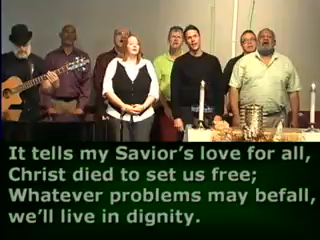 It tells my Savior's love for all,
Christ died to set us free;
Whatever problems may befall,
we'll live in dignity.